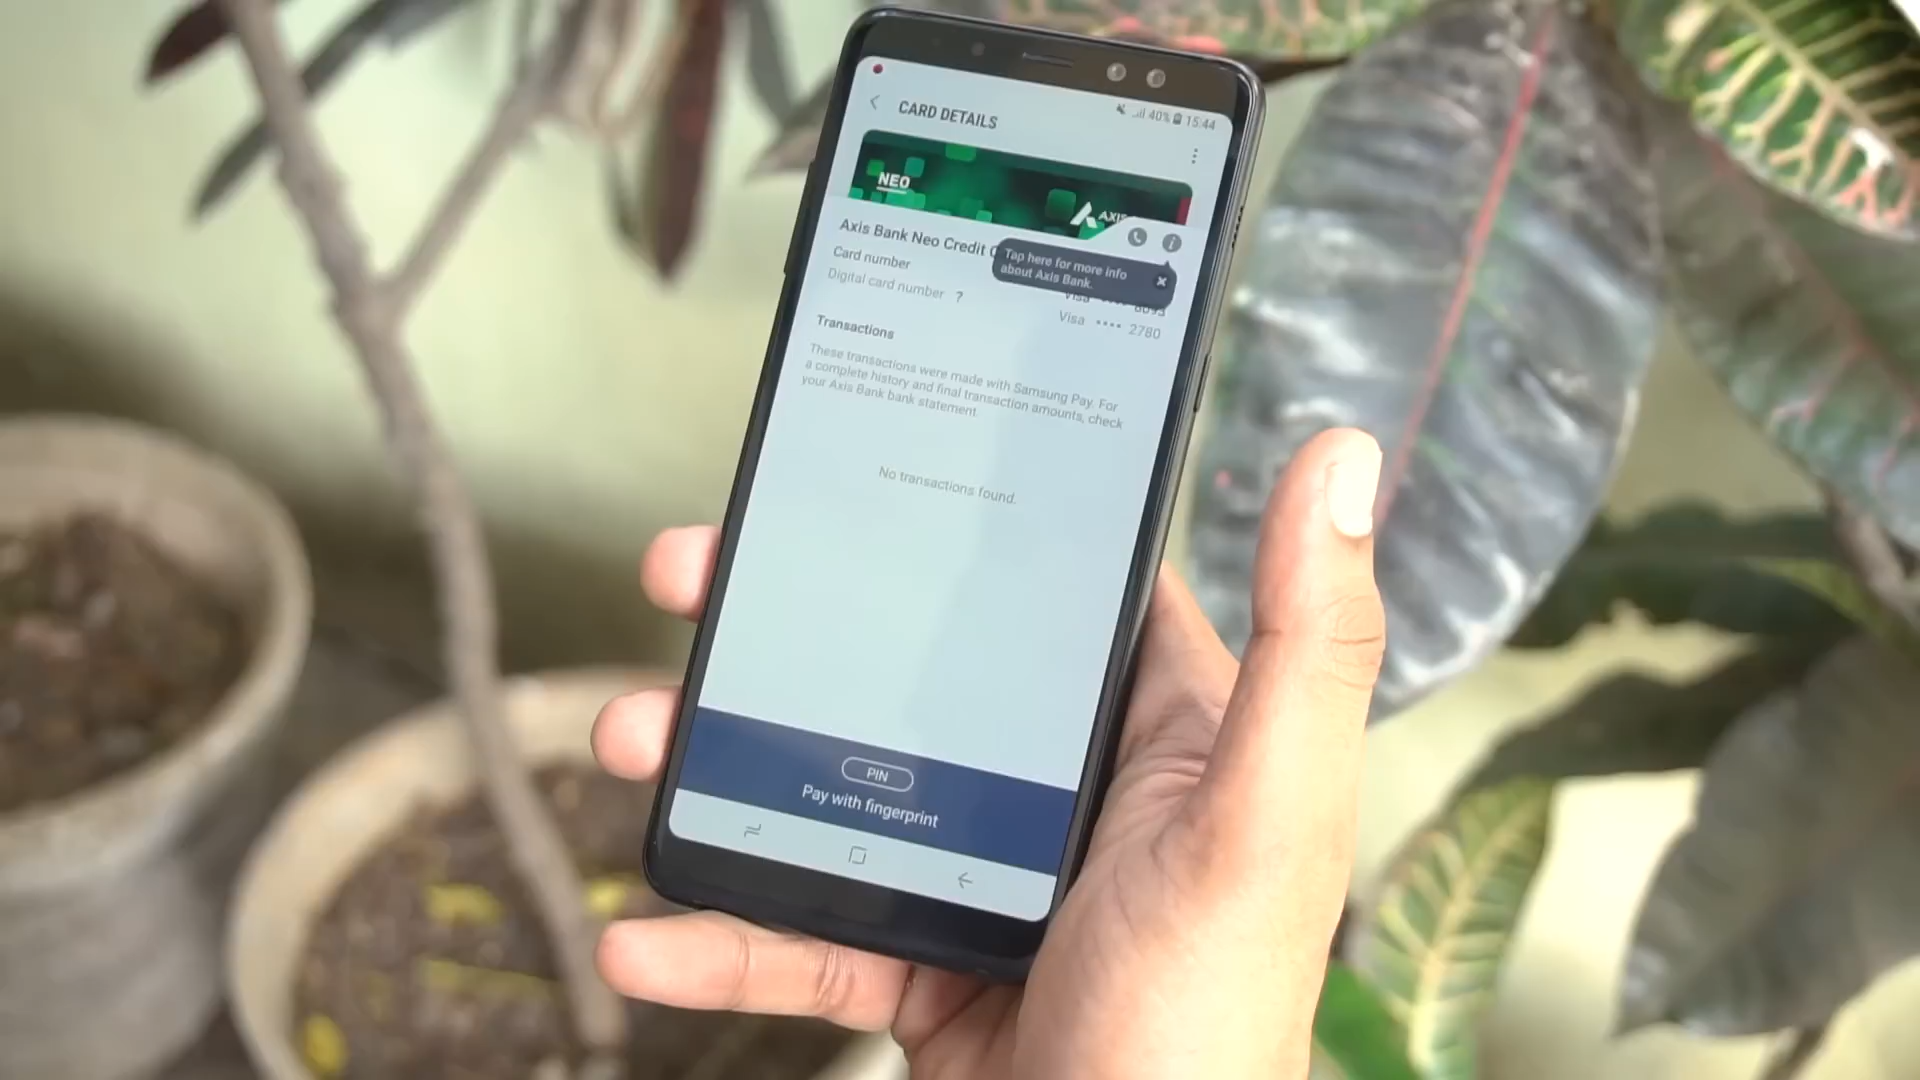 40% 15:44
CARD DETAILS
NEO
AXIS
Axis Bank Neo Credit
Tap here for more info
about Axis Bank.
Card number
Visa
Digital card number ?
Visa •••• 2780
Transactions
These transactions were made with Samsung Pay. For
a complete history and final transaction amounts, check
your Axis Bank bank statement.
No transactions found.
PIN
Pay with fingerprint